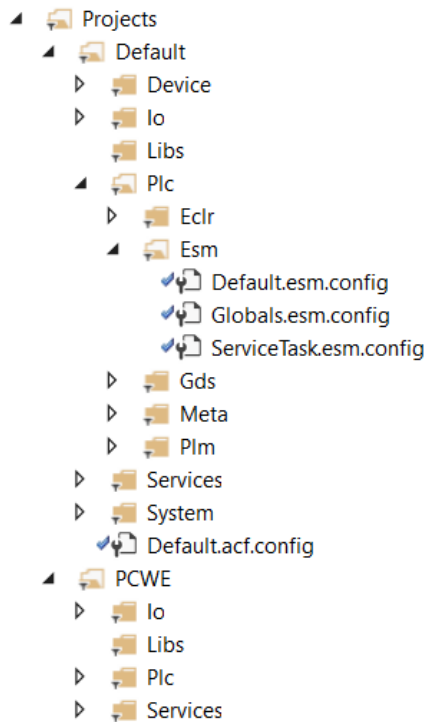 Projects
Default
Device
Io
Libs
Plc
Eclr
Esm
Default.esm.config
Globals.esm.config
ServiceTask.esm.config
Gds
Meta
Plm
Services
System
Default.acf.config
PCWE
Io
Libs
Plc
Services